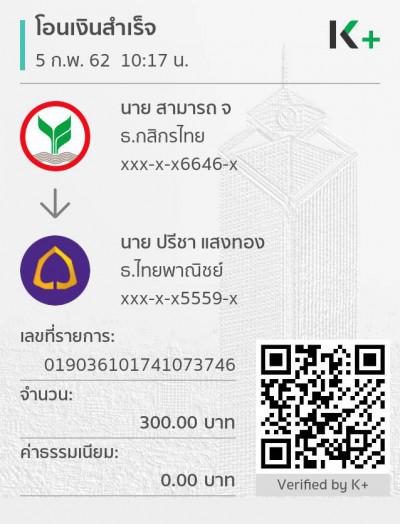 โอนเงินสำเร็จ
5 ก.พ. 62 10:17 น.
K+
นาย สามารถ จ
ธ.กสิกรไทย
xxx-x-x6646-x
นาย ปรีชา แสงทอง
ธ.ไทยพาณิชย์
xxx-x-x5559-x
เลขที่รายการ:
019036101741073746
จำนวน:
300.00 บาท
ค่าธรรมเนียม:
0.00 บาท
Verified by K+